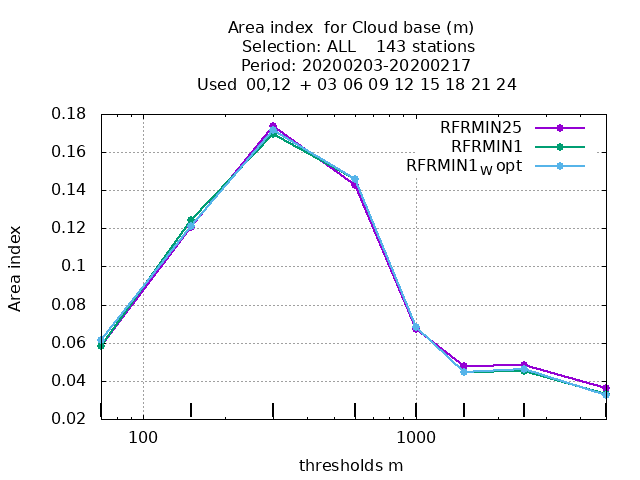 Area index  for Cloud base (m)
Selection: ALL    143 stations
Period: 20200203-20200217
Used  00,12  + 03 06 09 12 15 18 21 24
RFRMIN25
RFRMIN1
RFRMIN1W opt
0.18
0.16
0.14
0.12
0.1
0.08
0.06
0.04
0.02
Area index
100 1000
thresholds m